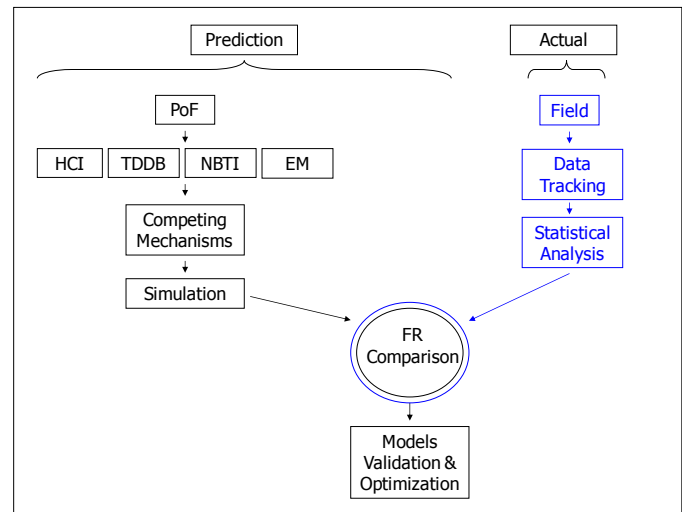 Prediction
Actual
PoF
Field
HCI
TDDB
NBTI
EM
Data
Tracking
Competing
Mechanisms
Statistical
Analysis
Simulation
FR
Comparison
Models
Validation &
Optimization